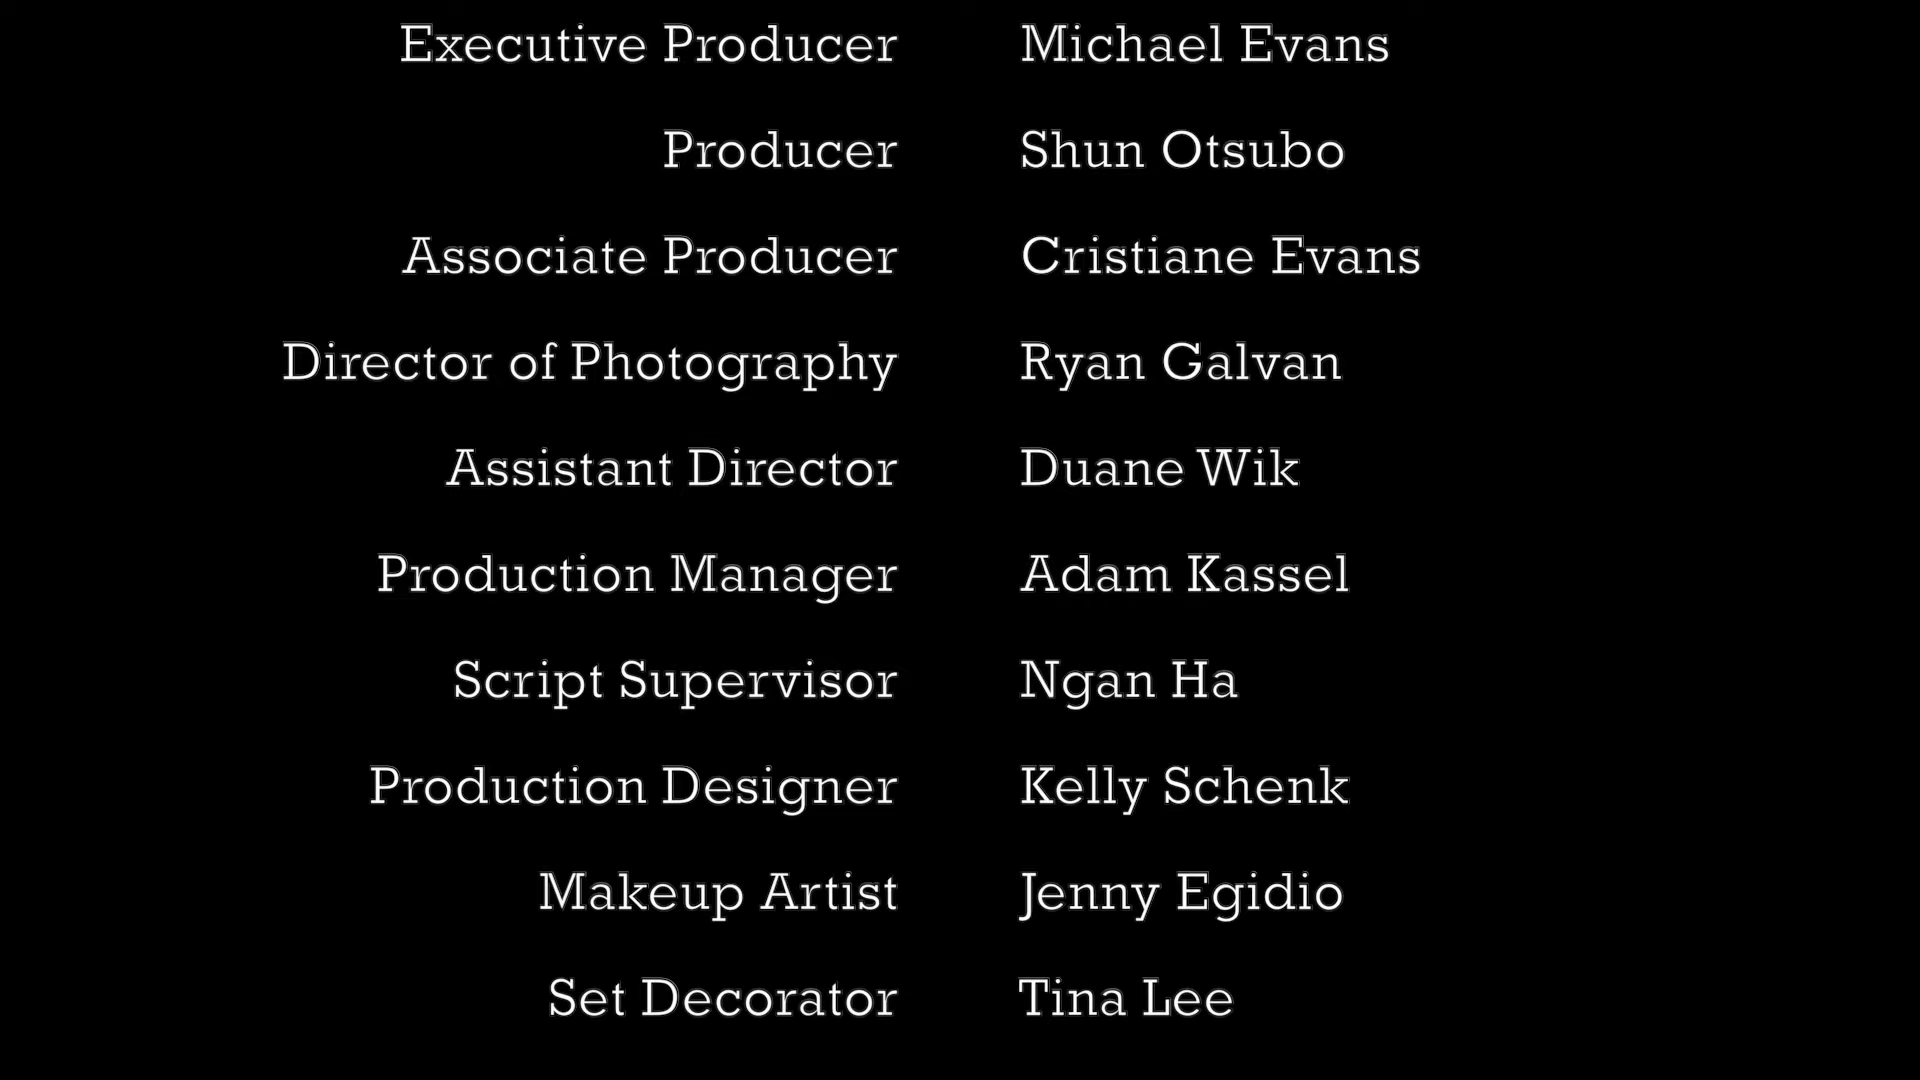 Executive Producer Michael Evans
Producer Shun Otsubo
Associate Producer Cristiane Evans
Director of Photography Ryan Galvan
Assistant Director Duane Wik
Production Manager Adam Kassel
Script Supervisor Ngan Ha
Production Designer Kelly Schenk
Makeup Artist Jenny Egidio
Set Decorator Tina Lee